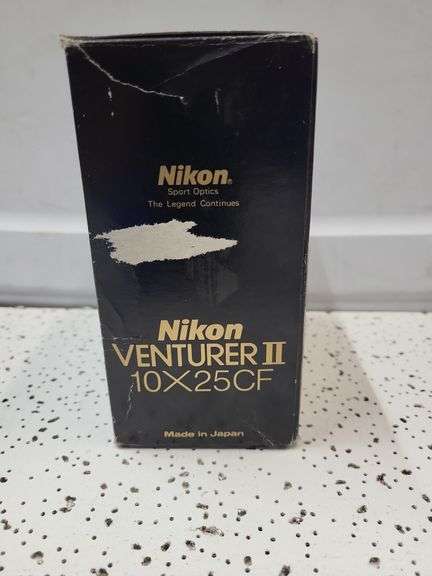 Nikon®
Sport Optics
The Legend Continues
Nikon
VENTURER II
10X25CF
Made in Japan